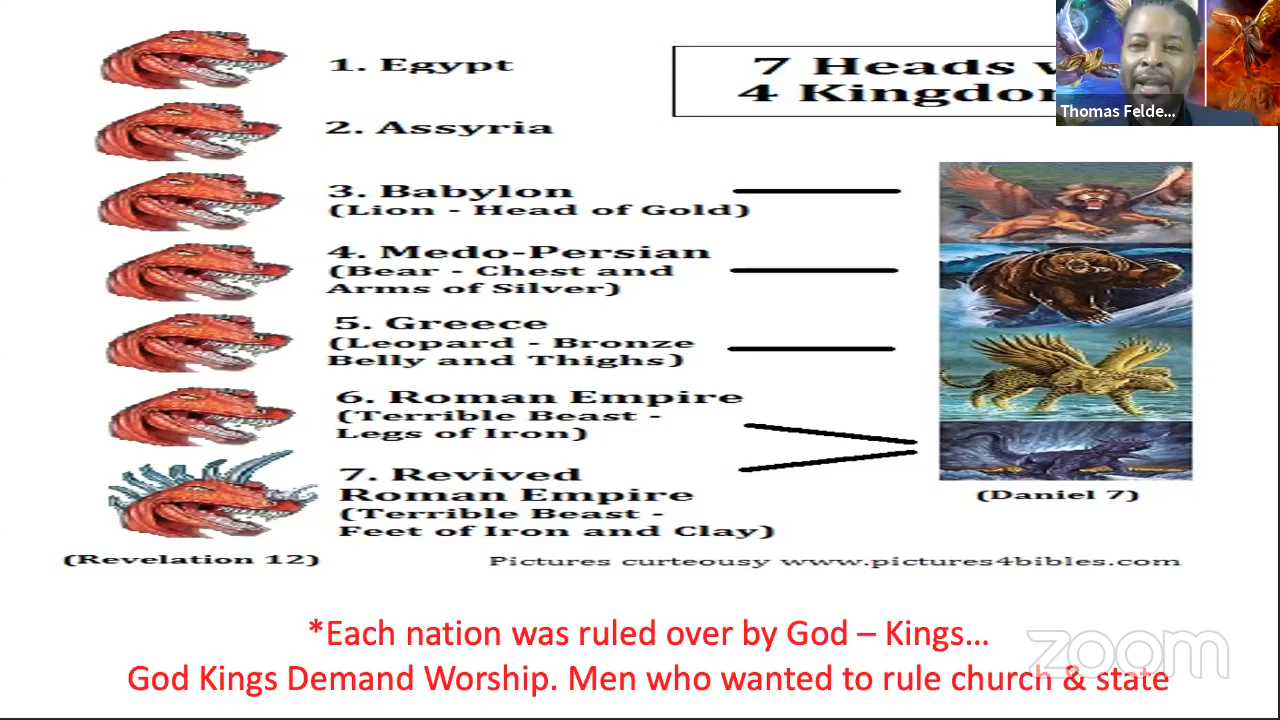 1. Egypt
2. Assyria
3. Babylon
(Lion - Head of Gold)
4. Medo-Persian
(Bear - Chest and
Arms of Silver)
5. Greece
(Leopard - Bronze
Belly and Thighs)
6. Roman Empire
(Terrible Beast -
Legs of Iron)
7. Revived
Roman Empire
(Terrible Beast -
Feet of Iron and Clay)
(Revelation 12)
7 Heads
4 Kingdo
Thomas Felde...
(Daniel 7)
Pictures curteousy www.pictures4bibles.com
*Each nation was ruled over by God – Kings...
God Kings Demand Worship. Men who wanted to rule church & state
zoom